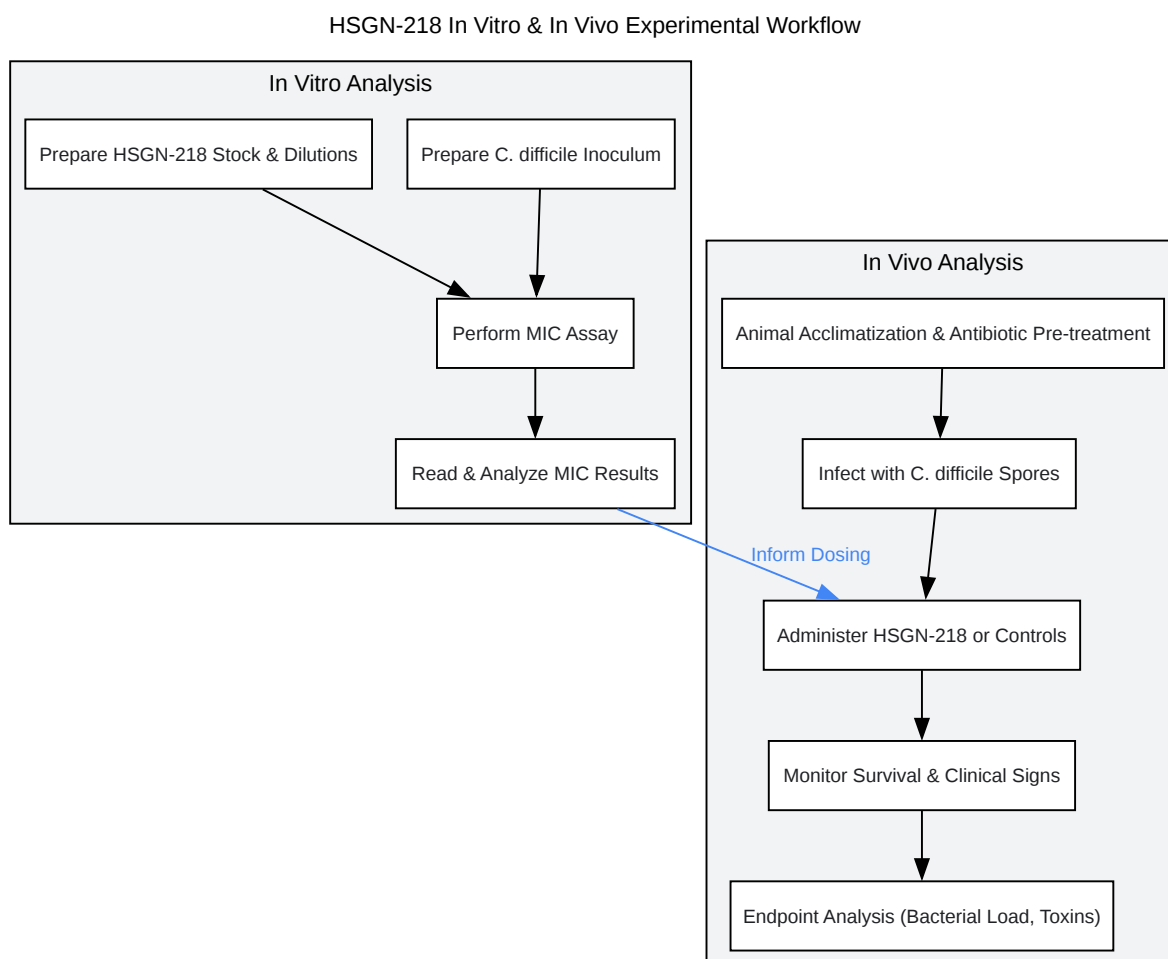 HSGN-218 In Vitro & In Vivo Experimental Workflow
In Vitro Analysis
Prepare HSGN-218 Stock & Dilutions
Prepare C. difficile Inoculum
Perform MIC Assay
Read & Analyze MIC Results
Inform Dosing
In Vivo Analysis
Animal Acclimatization & Antibiotic Pre-treatment
Infect with C. difficile Spores
Administer HSGN-218 or Controls
Monitor Survival & Clinical Signs
Endpoint Analysis (Bacterial Load, Toxins)